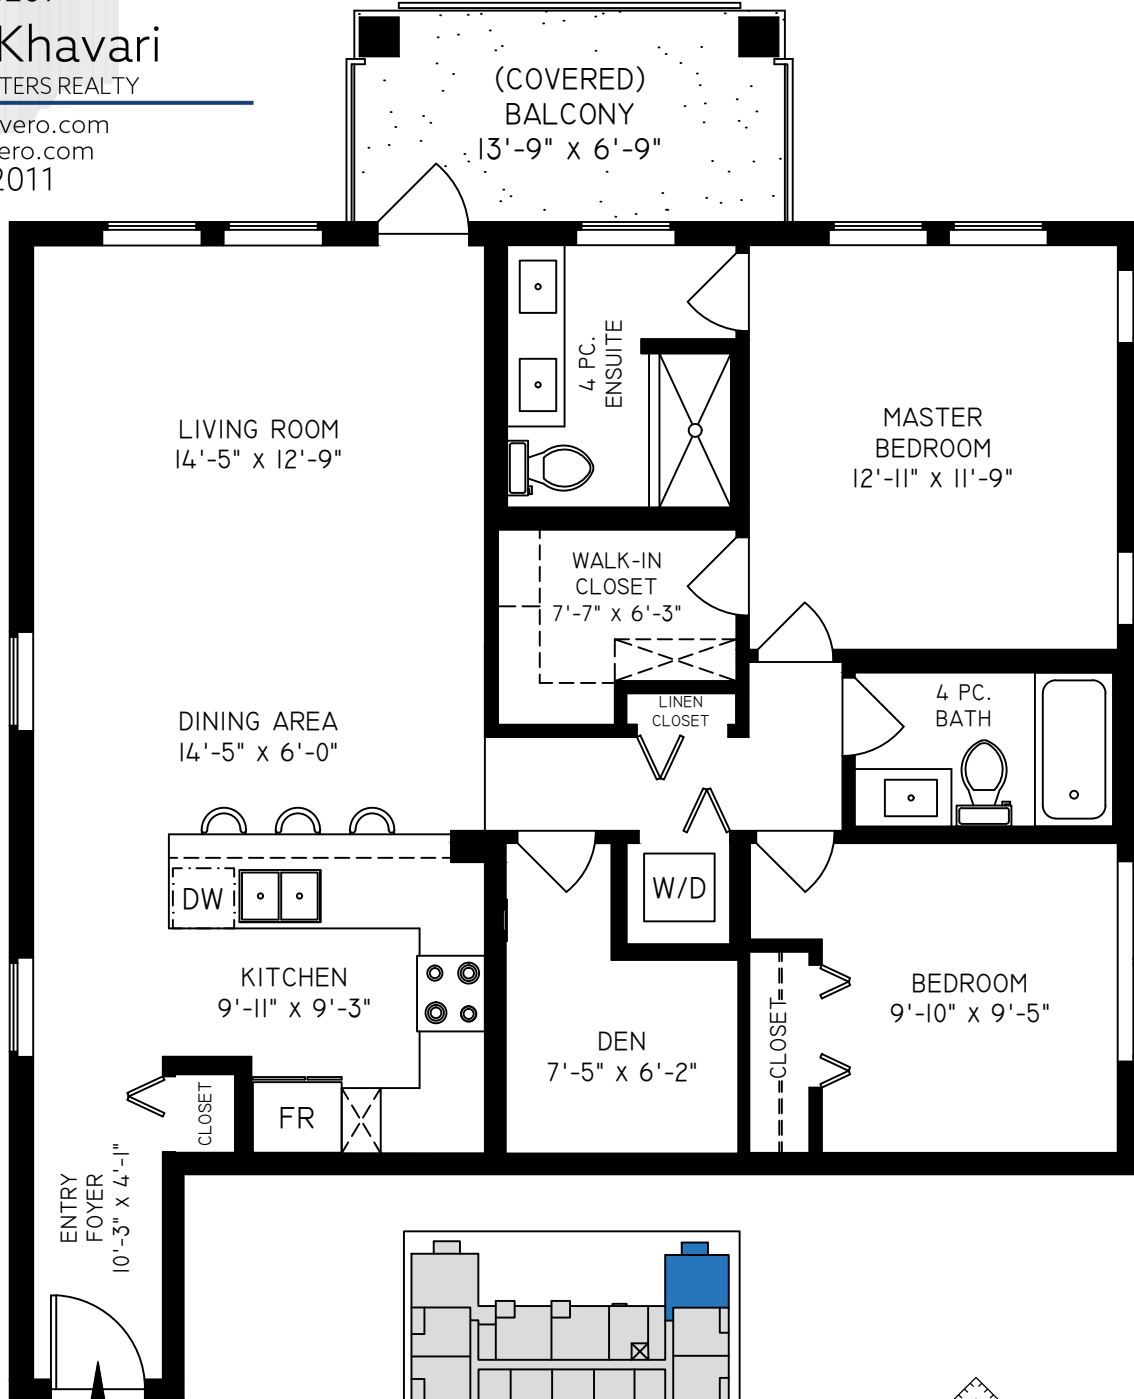 Khavari
TERS REALTY
vero.com
ero.com
2011
(COVERED)
BALCONY
13'-9" X 6'-9"
4 PC.
ENSUITE
LIVING ROOM
14'-5" X 12'-9"
MASTER
BEDROOM
12'-11" X 11'-9"
WALK-IN
CLOSET
7'-7" X 6'-3"
LINEN
CLOSET
4 PC.
BATH
DINING AREA
14'-5" X 6'-0"
DW
W/D
KITCHEN
9'-11" X 9'-3"
BEDROOM
9'-10" X 9'-5"
CLOSET
DEN
7'-5" X 6'-2"
CLOSET
FR
ENTRY
FOYER
10'-3" X 4'-1"